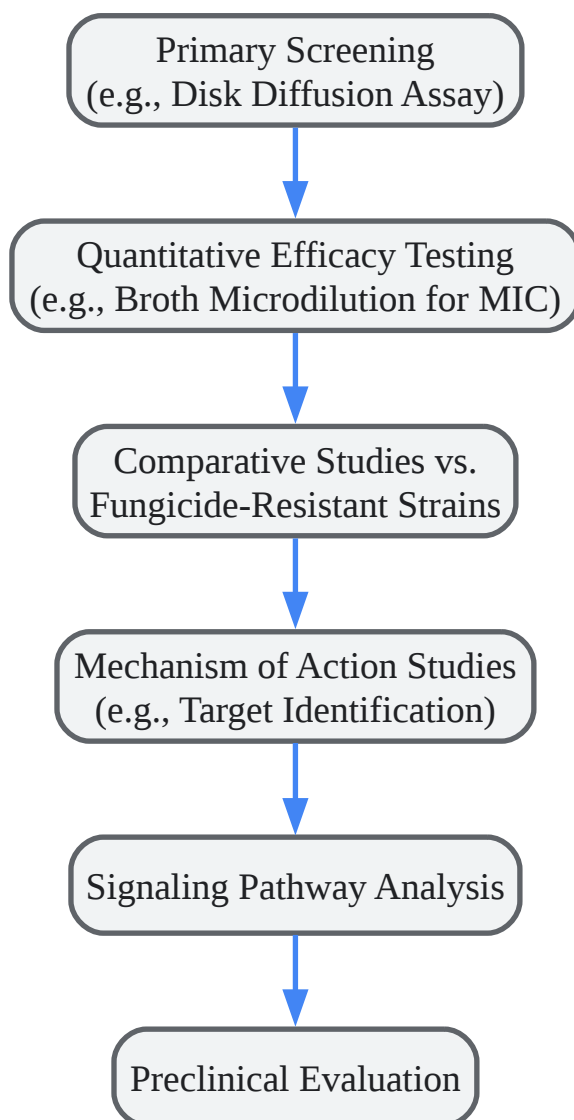 Primary Screening
(e.g., Disk Diffusion Assay)
Quantitative Efficacy Testing
(e.g., Broth Microdilution for MIC)
Comparative Studies vs.
Fungicide-Resistant Strains
Mechanism of Action Studies
(e.g., Target Identification)
Signaling Pathway Analysis
Preclinical Evaluation